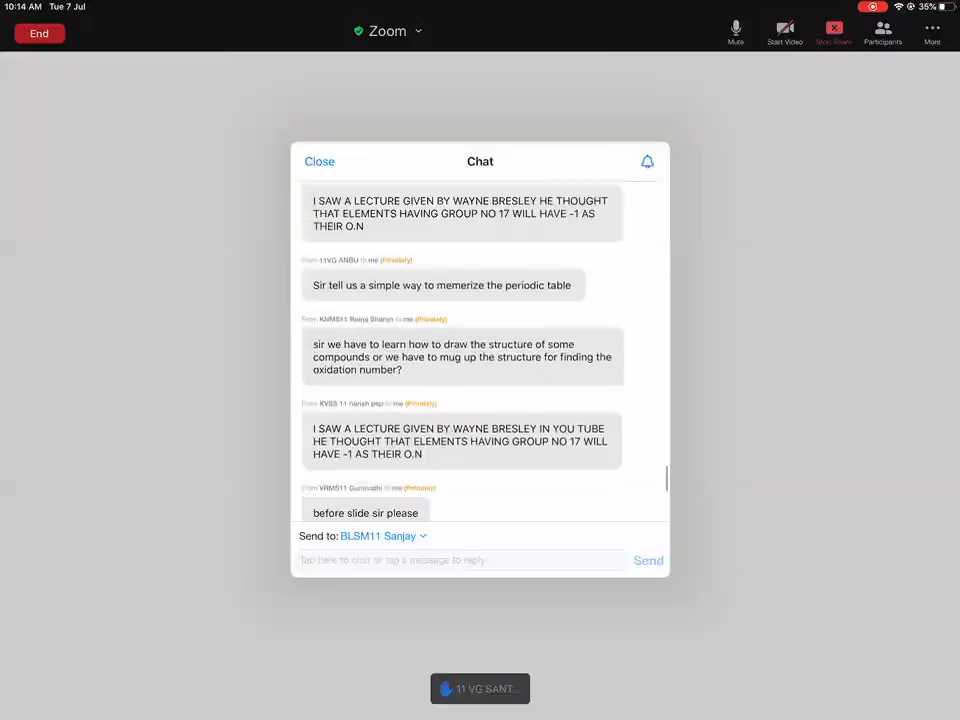 10:14 AM Tue 7 Jul
35%
End
Zoom
Mute
Start Video
Stop Share
Participants
More
Close
Chat
I SAW A LECTURE GIVEN BY WAYNE BRESLEY HE THOUGHT
THAT ELEMENTS HAVING GROUP NO 17 WILL HAVE -1 AS
THEIR O.N
From 11VG ANBU to me (Privately)
Sir tell us a simple way to memerize the periodic table
From KNMS11 Reina Sharon to me (Privately)
sir we have to learn how to draw the structure of some
compounds or we have to mug up the structure for finding the
oxidation number?
From KVSS 11 harish psp to me (Privately)
I SAW A LECTURE GIVEN BY WAYNE BRESLEY IN YOU TUBE
HE THOUGHT THAT ELEMENTS HAVING GROUP NO 17 WILL
HAVE -1 AS THEIR O.N
From VRMS11 to me (Privately)
before slide sir please
Send to: BLSM11 Sanjay
Tap here to chat or tap a message to reply
Send
11 VG SANT...